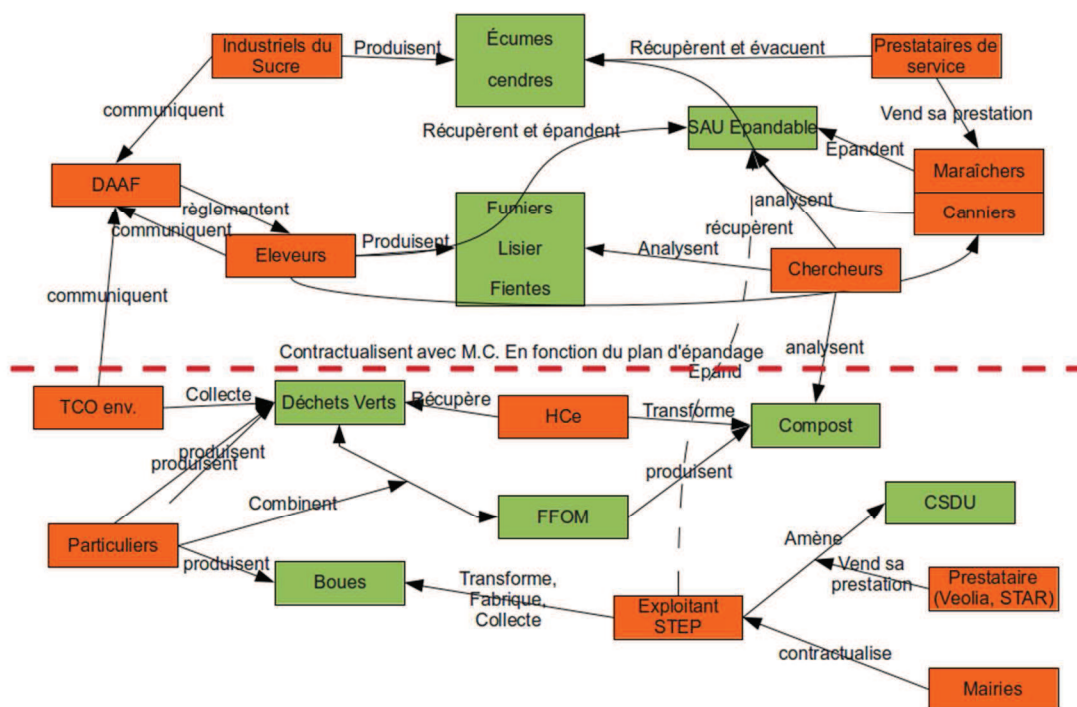 Industriels du
Sucre
Produisent
Écumes
cendres
Récupèrent et évacuent
Prestataires de
service
communiquent
Récupèrent et épandent
SAU Epandable
Vend sa prestation
Épandent
DAAF
Maraîchers
règlementent
analysent
communiquent
Fumiers
Canniers
récupèrent
Eleveurs
Produisent
Lisier
Analysent
Chercheurs
Fientes
communiquent
analysent
Contractualisent avec M.C. En fonction du plan d'épandage
Epand
TCO env.
Collecte
Déchets Verts
Récupère
HCe
Transforme
Compost
produisent
produisent
produisent
Combinent
FFOM
CSDU
Particuliers
Amène
produisent
Boues
Transforme,
Fabrique,
Collecte
Vend sa
prestation
Exploitant
STEP
Prestataire
(Veolia, STAR)
contractualise
Mairies